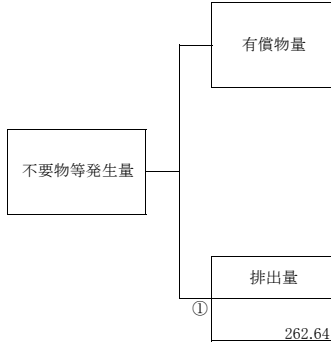 有償物量
不要物等発生量
排出量
①
262.64